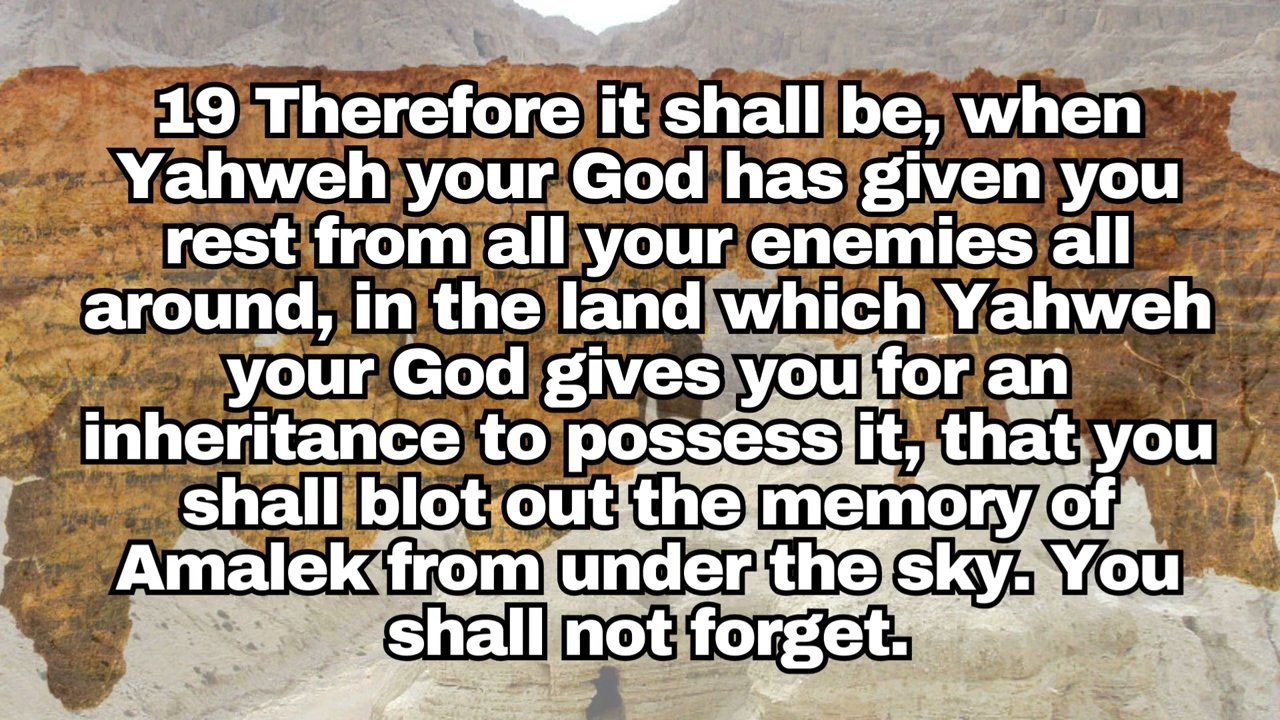 19 Therefore it shall be, when
Yahweh your God has given you
rest from all your enemies all
around, in the land which Yahweh
your God gives you for an
inheritance to possess it, that you
shall blot out the memory of
Amalek from under the sky. You
shall not forget.